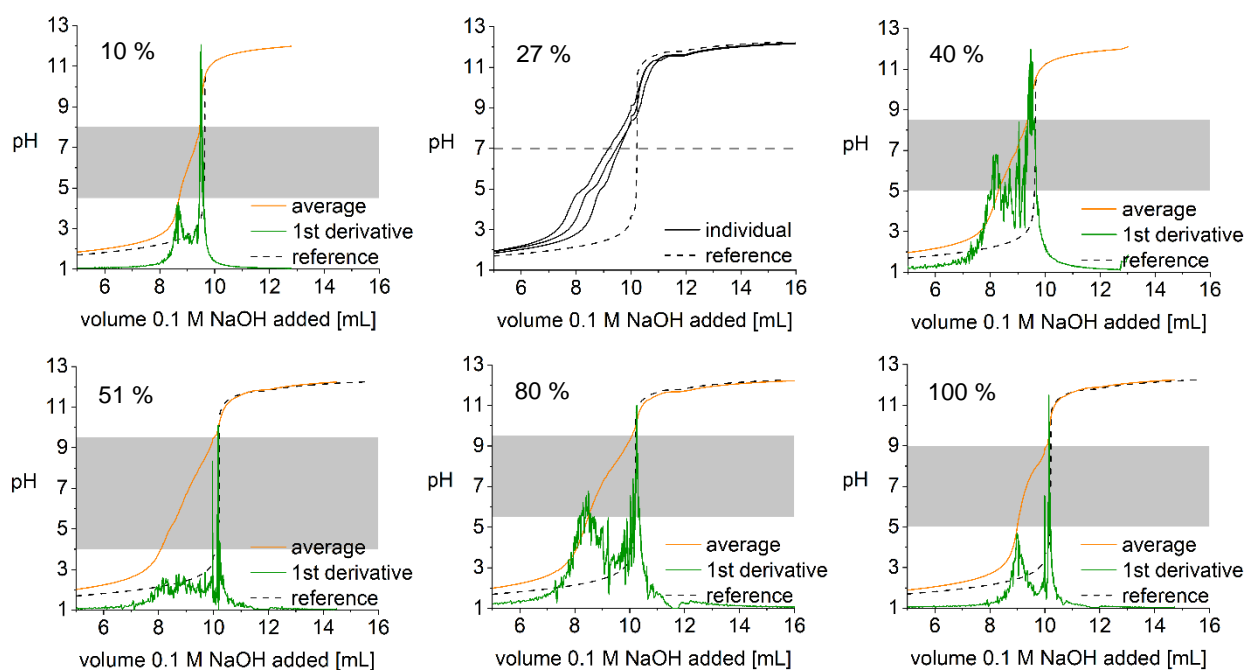 10 %
13
11
9
7
5
3
1
pH
average
1st derivative
reference
6 8 10 12 14 16
volume 0.1 M NaOH added [mL]
27 %
13
11
9
7
5
3
1
pH
individual
reference
6 8 10 12 14 16
volume 0.1 M NaOH added [mL]
40 %
13
11
9
7
5
3
1
pH
average
1st derivative
reference
6 8 10 12 14 16
volume 0.1 M NaOH added [mL]
51 %
13
11
9
7
5
3
1
pH
average
1st derivative
reference
6 8 10 12 14 16
volume 0.1 M NaOH added [mL]
80 %
13
11
9
7
5
3
1
pH
average
1st derivative
reference
6 8 10 12 14 16
volume 0.1 M NaOH added [mL]
100 %
13
11
9
7
5
3
1
pH
average
1st derivative
reference
6 8 10 12 14 16
volume 0.1 M NaOH added [mL]